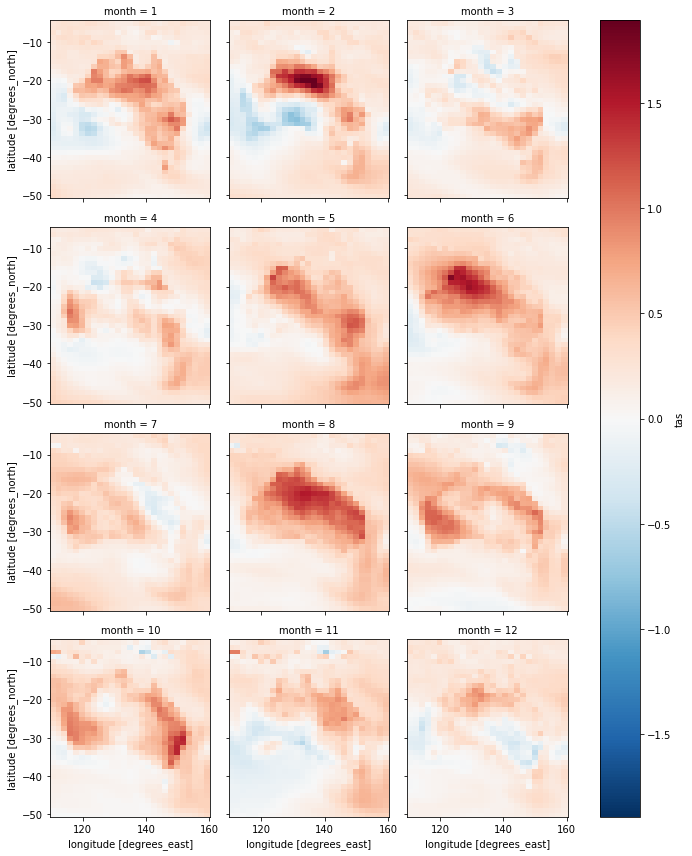 month = 1
month = 2
month = 3
−10
−20
−30
−40
−50
latitude [degrees_north]
month = 4
month = 5
month = 6
−10
−20
−30
−40
−50
latitude [degrees_north]
month = 7
month = 8
month = 9
−10
−20
−30
−40
−50
latitude [degrees_north]
month = 10
month = 11
month = 12
−10
−20
−30
−40
−50
latitude [degrees_north]
120 140 160
120 140 160
120 140 160
longitude [degrees_east]
longitude [degrees_east]
longitude [degrees_east]
1.5
1.0
0.5
0.0
−0.5
−1.0
−1.5
tas